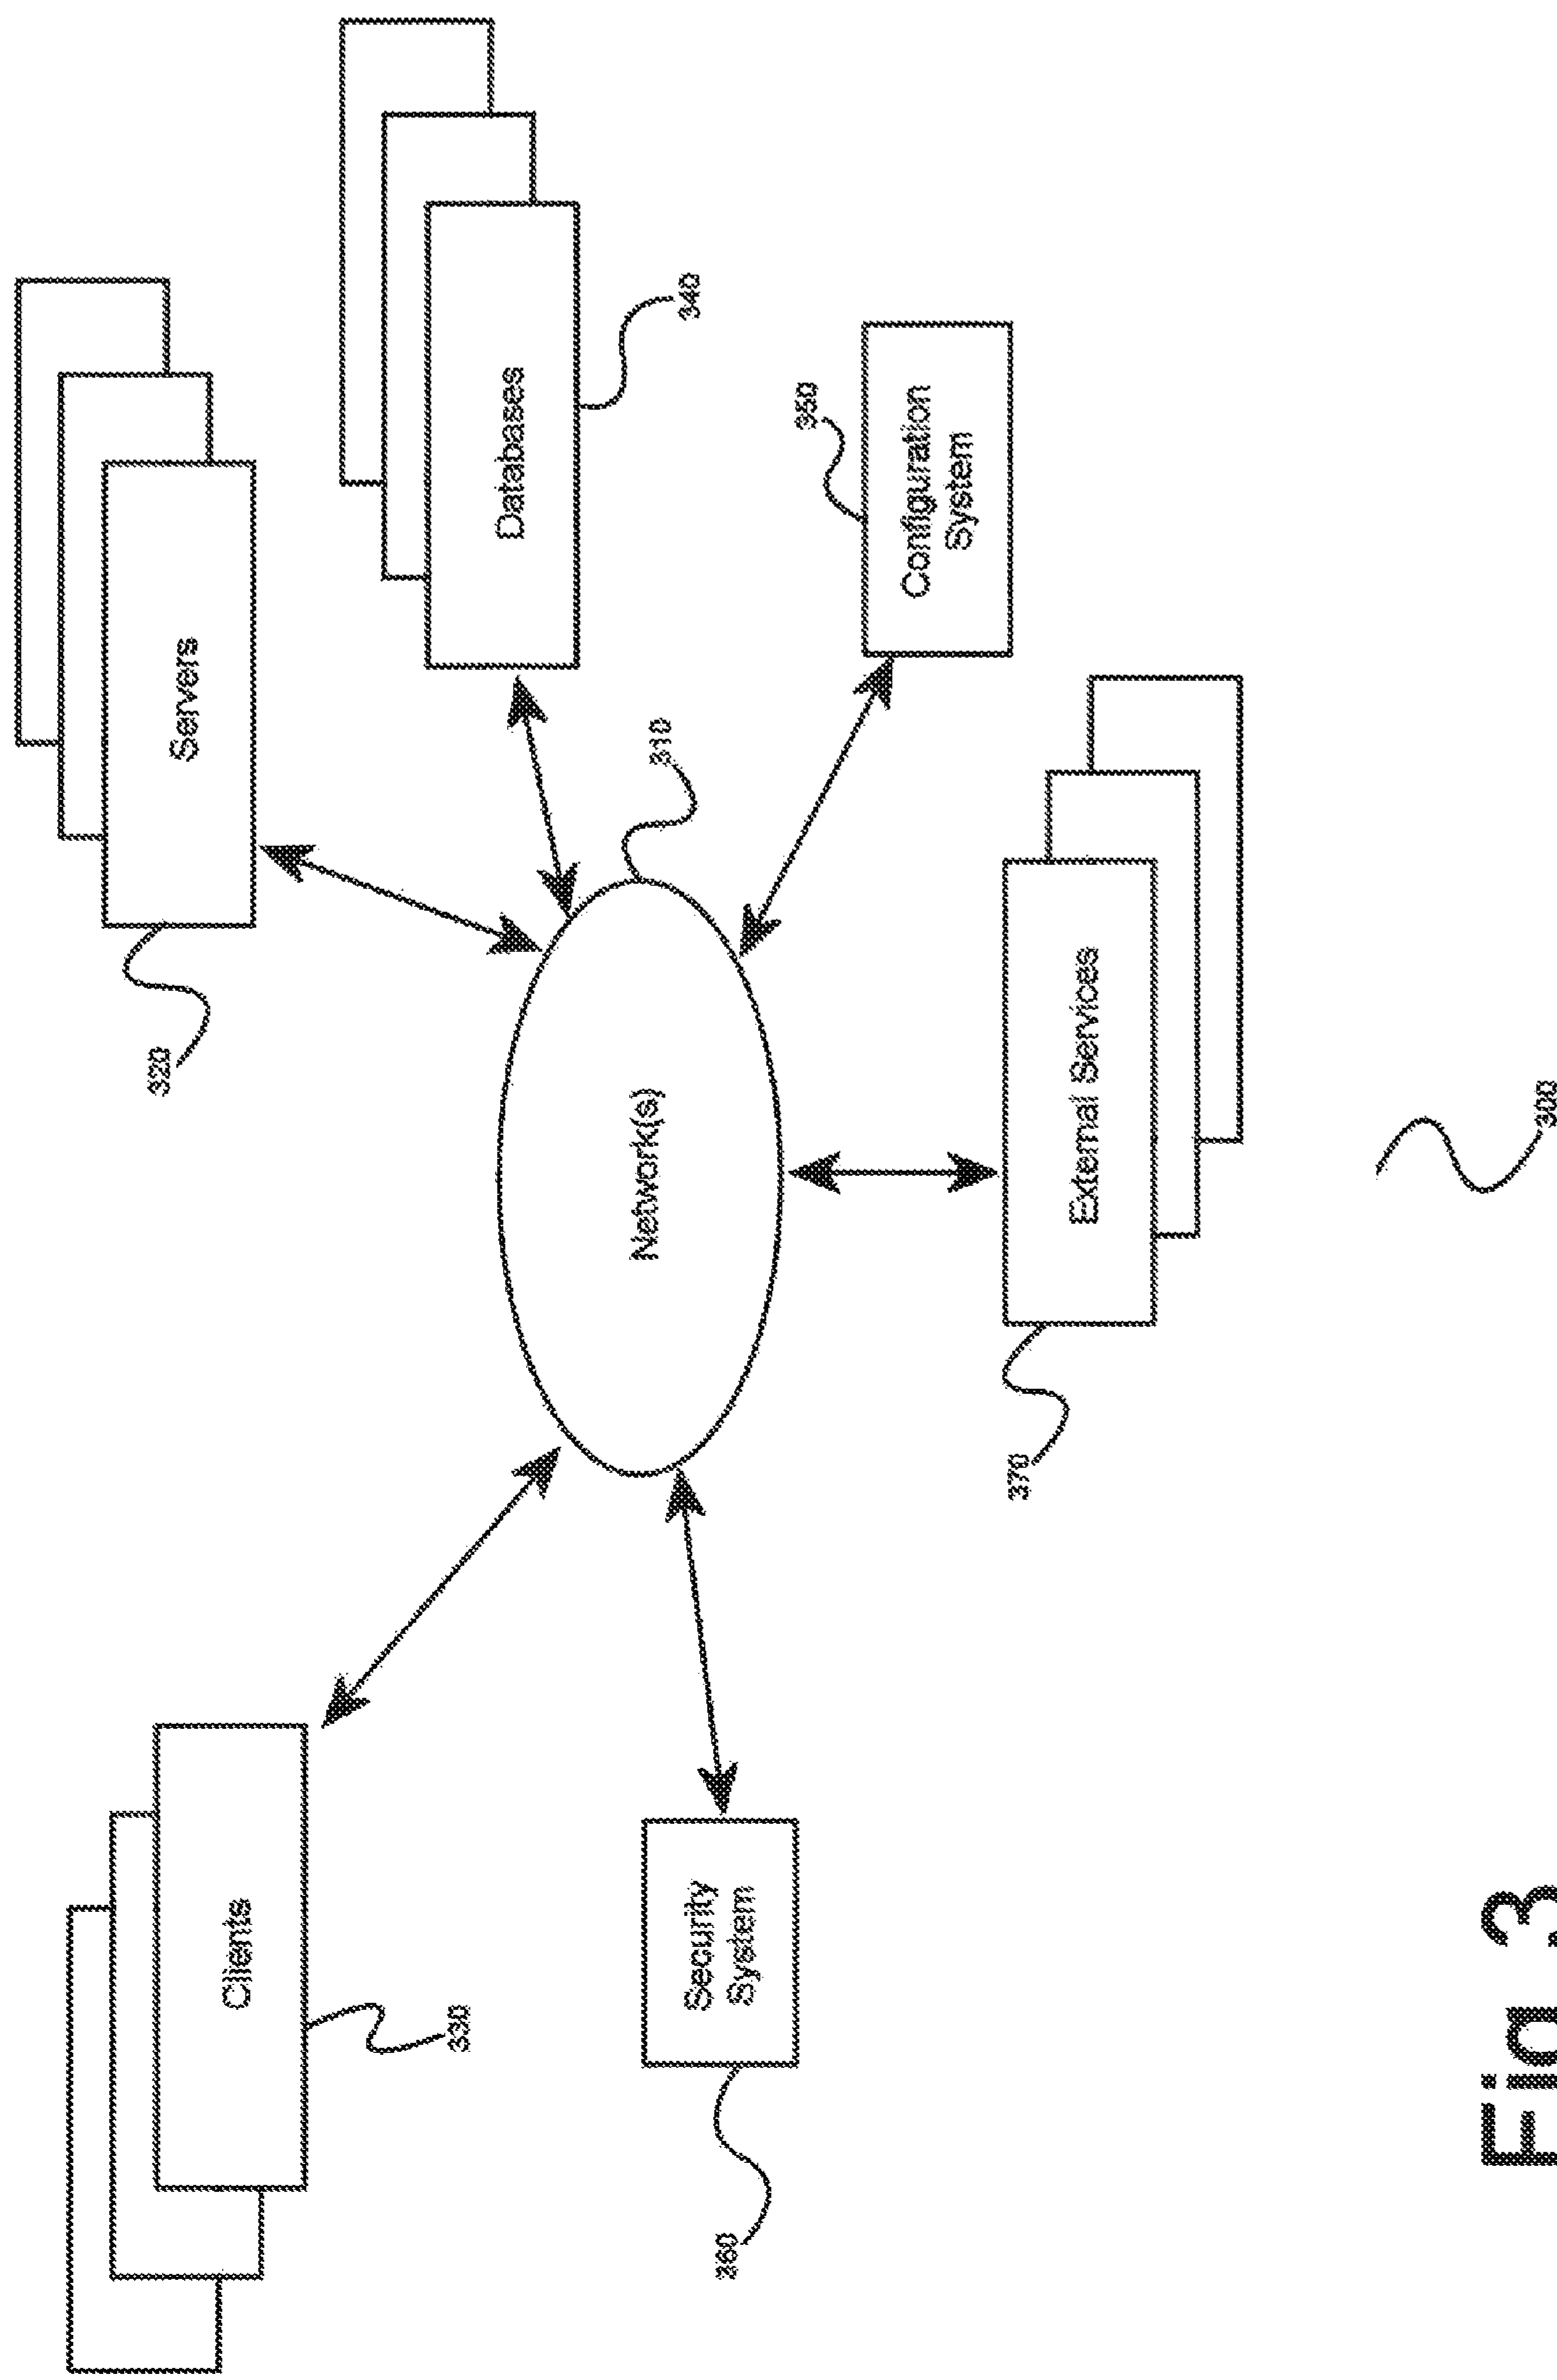 320
Servers
Clients
Databases
330
340
310
Network(s)
350
Security
System
Configuration
System
360
370
External Services
300
Fig. 3